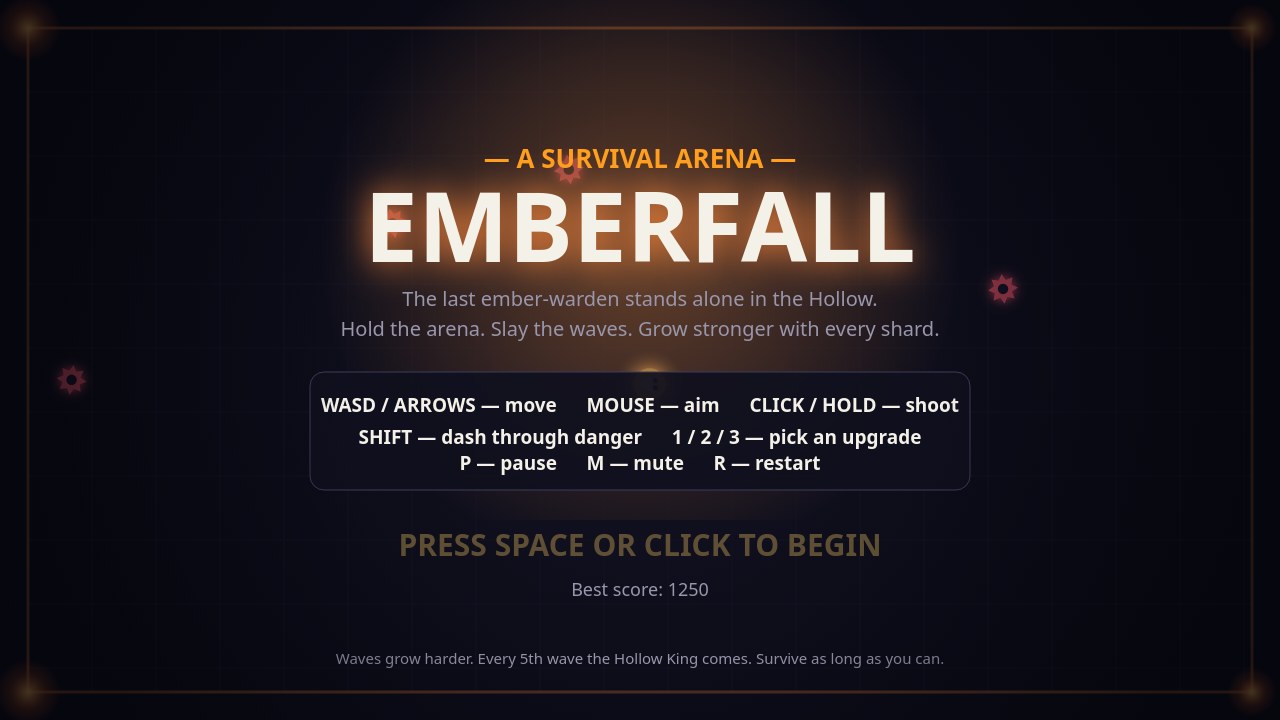 — A SURVIVAL ARENA —
EMBERFALL
The last ember-warden stands alone in the Hollow.
Hold the arena. Slay the waves. Grow stronger with every shard.
WASD / ARROWS — move MOUSE — aim CLICK / HOLD — shoot
SHIFT — dash through danger 1 / 2 / 3 — pick an upgrade
P — pause M — mute R — restart
PRESS SPACE OR CLICK TO BEGIN
Best score: 1250
Waves grow harder. Every 5th wave the Hollow King comes. Survive as long as you can.